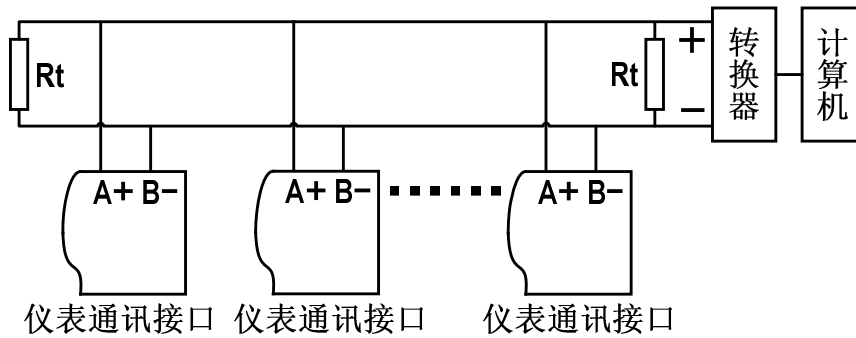 Rt
Rt
+
−
转换器
计算机
A+ B−
A+ B−
A+ B−
仪表通讯接口
仪表通讯接口
仪表通讯接口